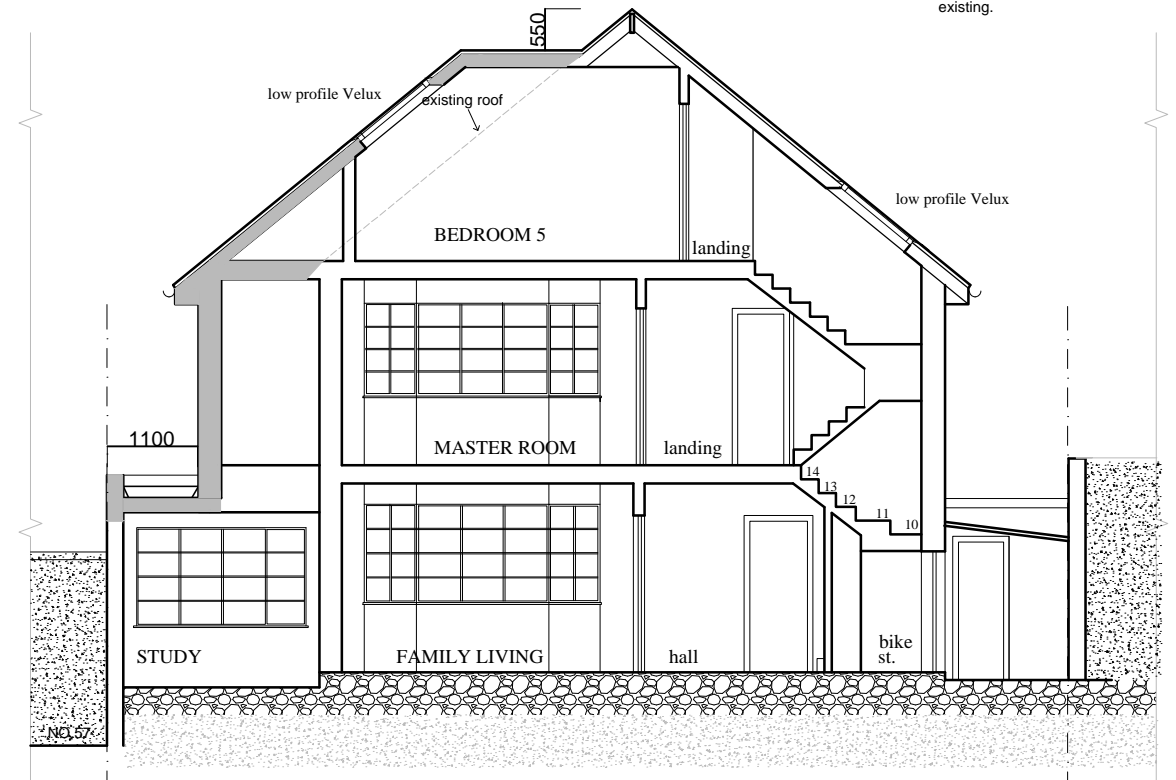 existing.
550
low profile Velux
existing roof
low profile Velux
BEDROOM 5
landing
1100
MASTER ROOM
landing
14
13
12
11
10
STUDY
FAMILY LIVING
hall
bike
st.
NO.57